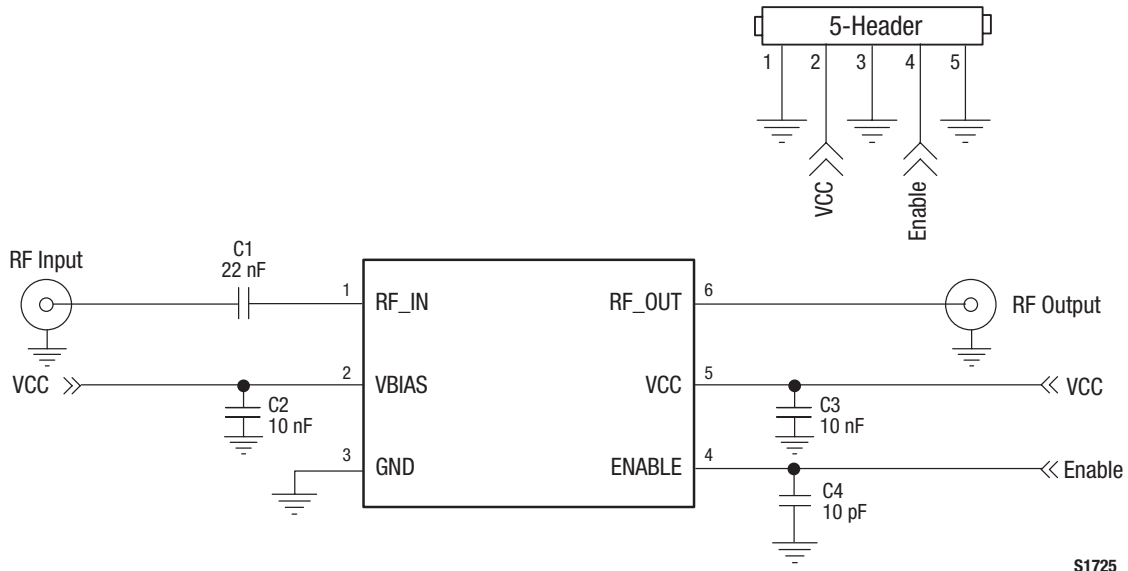 5-Header
1 2 3 4 5
VCC
Enable
RF Input
C1
22 nF
1 RF_IN
RF_OUT 6
RF Output
VCC
2 VBIAS
VCC 5
VCC
C2
10 nF
C3
10 nF
3 GND
ENABLE 4
Enable
C4
10 pF
S1725